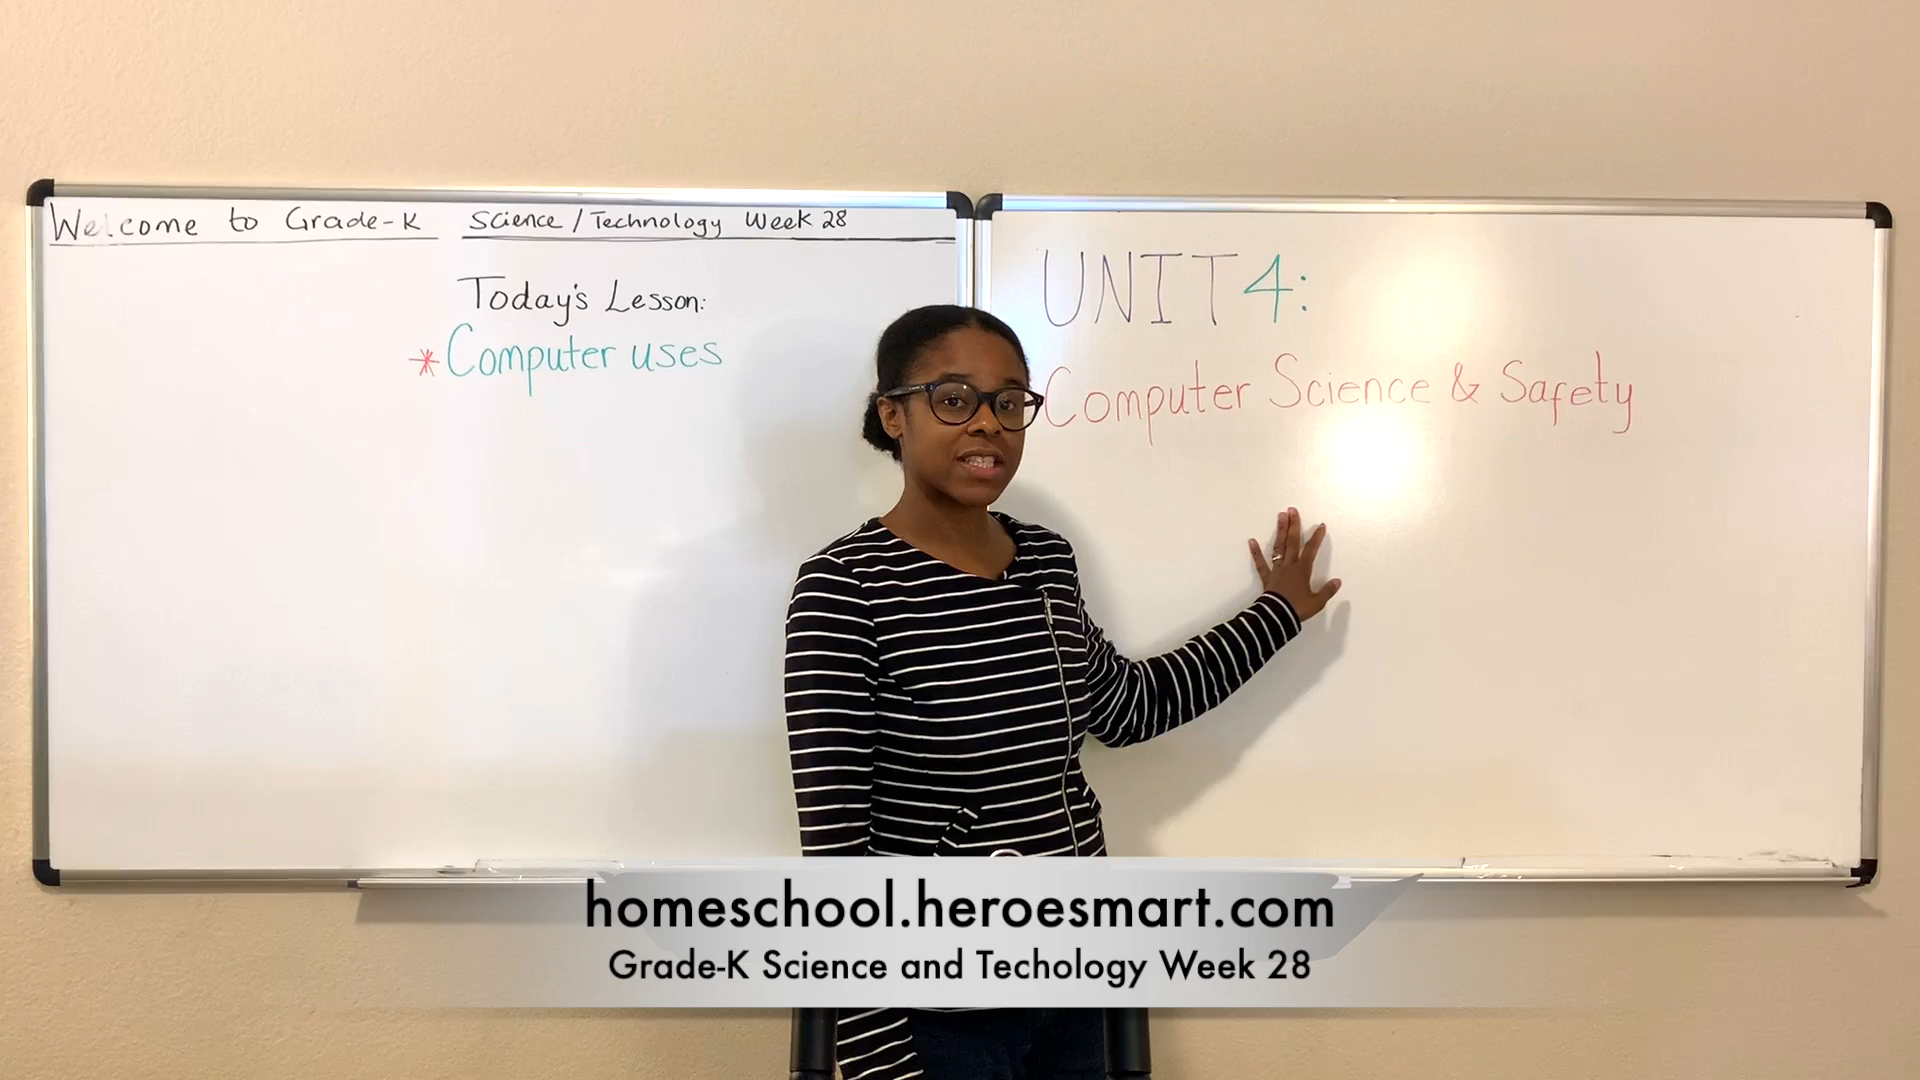 Welcome to Grade-K Science / Technology Week 28
Today's Lesson:
* Computer uses
UNIT 4:
Computer Science & Safety
homeschool.heroesmart.com
Grade-K Science and Techology Week 28